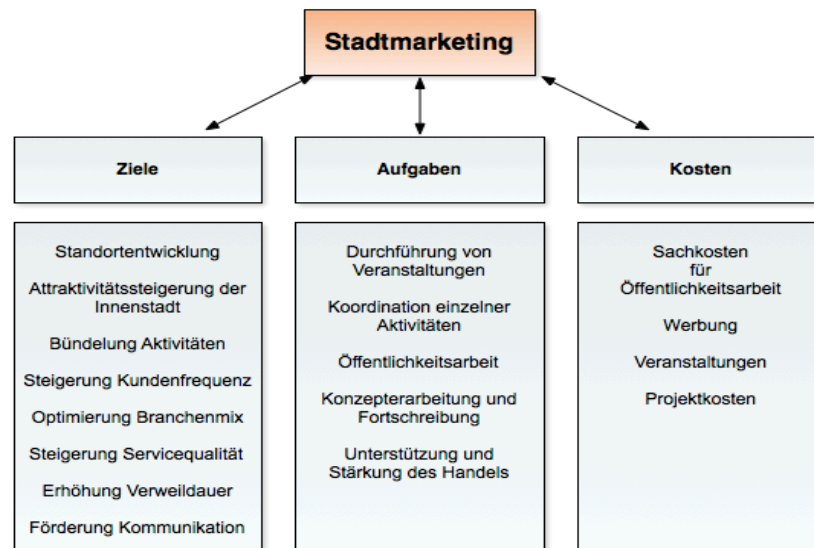 Stadtmarketing
Ziele
Standortentwicklung
Attraktivitätssteigerung der
Innenstadt
Bündelung Aktivitäten
Steigerung Kundenfrequenz
Optimierung Branchenmix
Steigerung Servicequalität
Erhöhung Verweildauer
Förderung Kommunikation
Aufgaben
Durchführung von
Veranstaltungen
Koordination einzelner
Aktivitäten
Öffentlichkeitsarbeit
Konzepterarbeitung und
Fortschreibung
Unterstützung und
Stärkung des Handels
Kosten
Sachkosten
für
Öffentlichkeitsarbeit
Werbung
Veranstaltungen
Projektkosten